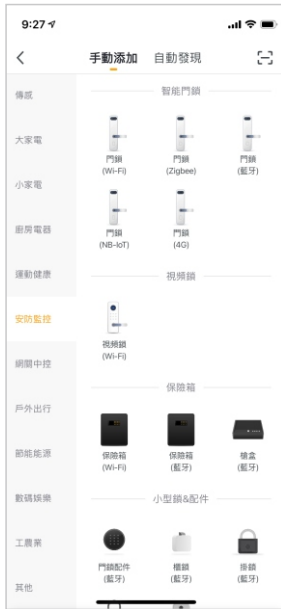 9:27
手動添加 自動發現
傳感
大家電
小家電
廚房電器
運動健康
安防監控
網關中控
戶外出行
節能能源
數碼娛樂
工農業
其他
智能門鎖
門鎖 門鎖 門鎖
(Wi-Fi) (Zigbee) (藍牙)
門鎖 門鎖
(NB-IoT) (4G)
視頻鎖
視頻鎖
(Wi-Fi)
保險箱
保險箱 保險箱 槍盒
(Wi-Fi) (藍牙) (藍牙)
小型鎖&配件
門鎖配件 櫃鎖 掛鎖
(藍牙) (藍牙) (藍牙)